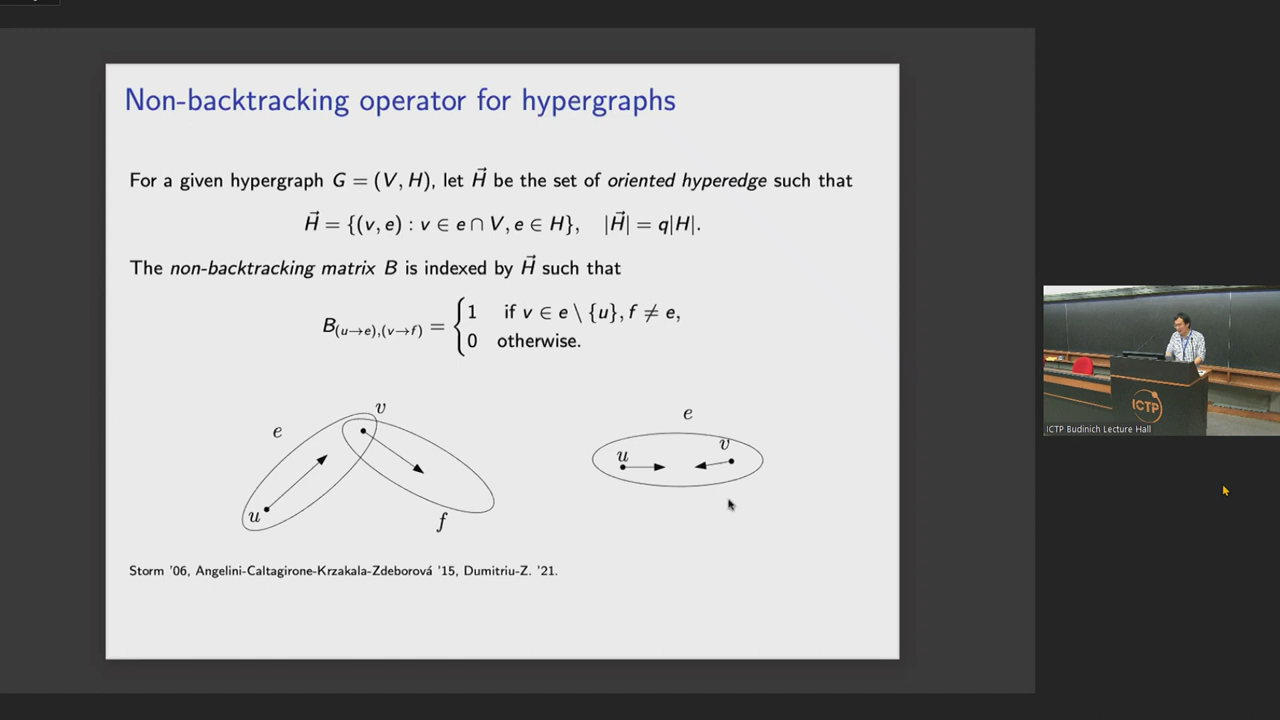 Non-backtracking operator for hypergraphs
For a given hypergraph G = (V, H), let H⃗ be the set of oriented hyperedge such that
H⃗ = {(v, e) : v ∈ e ∩ V, e ∈ H}, |H⃗| = q|H|.
The non-backtracking matrix B is indexed by H⃗ such that
B(u→e),(v→f) = {1 if v ∈ e \ {u}, f ≠ e,
0 otherwise.
v
e
u
f
e
u
v
Storm '06, Angelini-Caltagirone-Krzakala-Zdeborová '15, Dumitriu-Z. '21.
ICTP
ICTP Budinich Lecture Hall